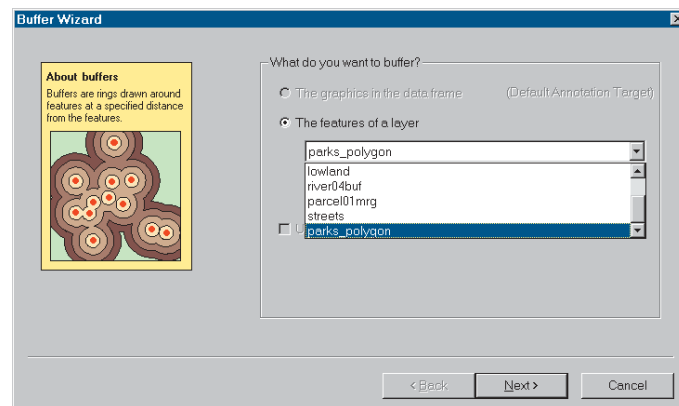 Buffer Wizard
About buffers
Buffers are rings drawn around
features at a specified distance
from the features.
What do you want to buffer?
The graphics in the data frame (Default Annotation Target)
The features of a layer
parks_polygon
lowland
river04buf
parcel01mrg
streets
parks_polygon
< Back
Next >
Cancel